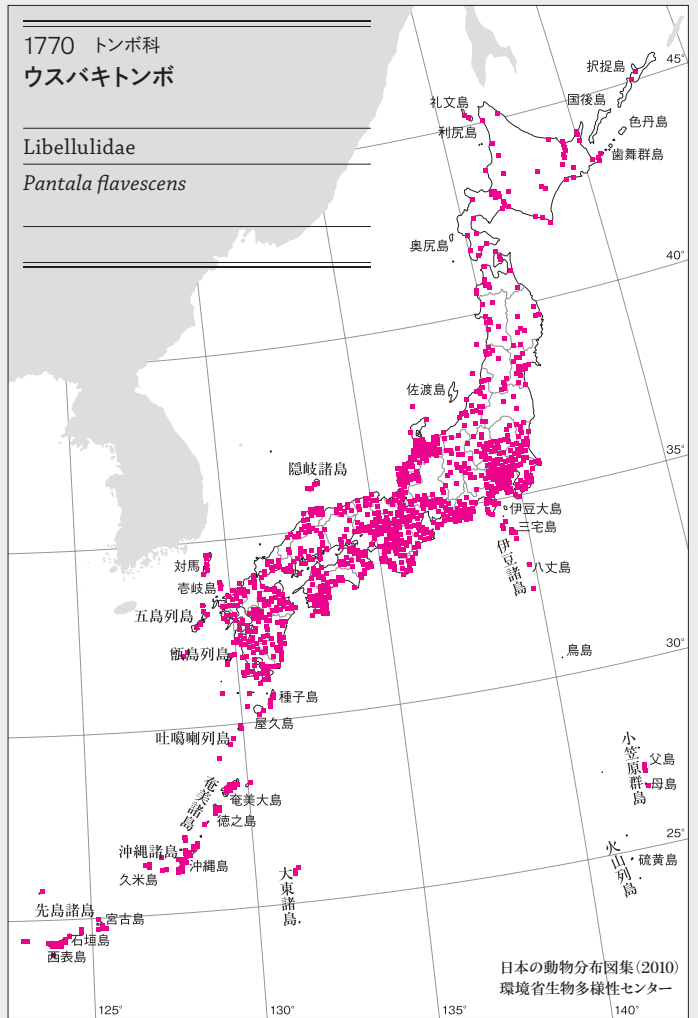 1770 トンボ科
ウスバキトンボ
Libellulidae
Pantala flavescens
45°
択捉島
国後島
礼文島
色丹島
利尻島
歯舞群島
奥尻島
40°
佐渡島
35°
隠岐諸島
伊豆大島
三宅島
伊豆諸島
八丈島
対馬
壱岐島
五島列島
甑島列島
鳥島
30°
種子島
屋久島
吐噶喇列島
小笠原群島
父島
母島
奄美諸島
奄美大島
徳之島
25°
沖縄諸島
沖縄島
久米島
火山列島
硫黄島
大東諸島
先島諸島
宮古島
石垣島
西表島
日本の動物分布図集(2010)
環境省生物多様性センター
125°
130°
135°
140°